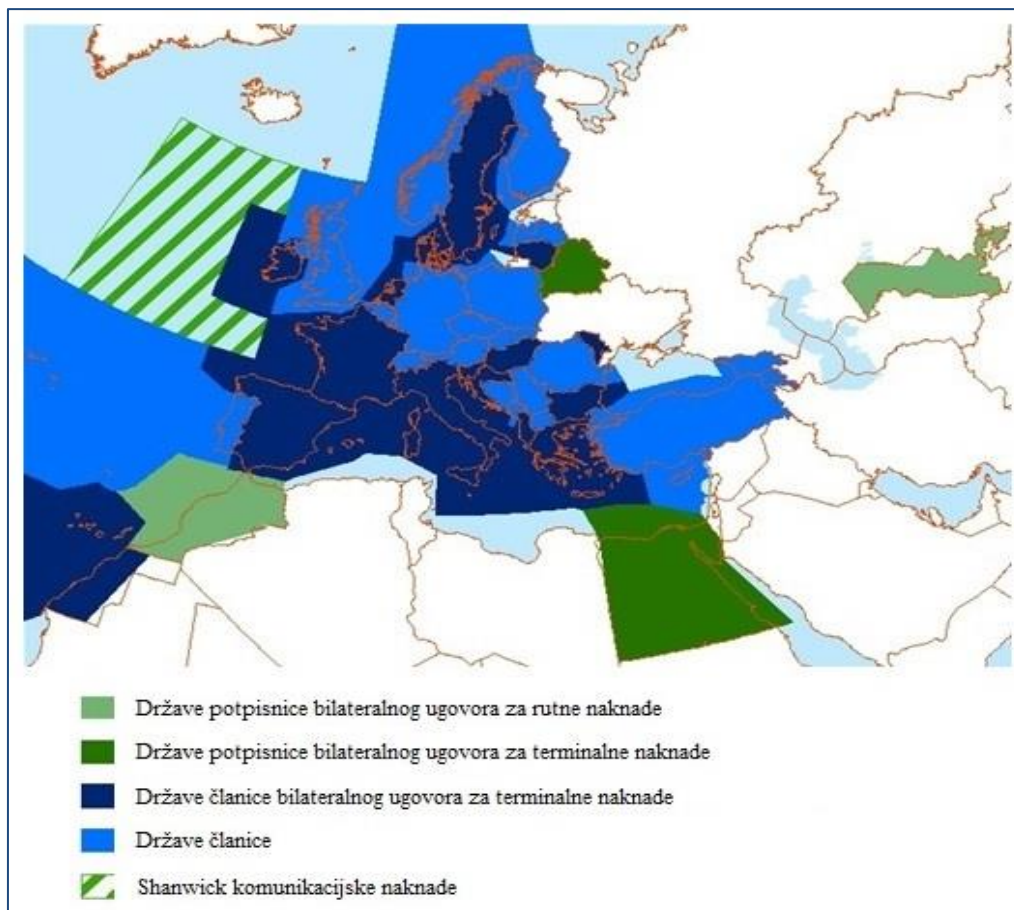 Države potpisnice bilateralnog ugovora za rutne naknade
Države potpisnice bilateralnog ugovora za terminalne naknade
Države članice bilateralnog ugovora za terminalne naknade
Države članice
Shanwick komunikacijske naknade